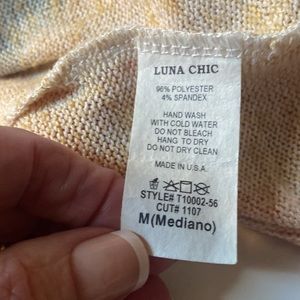 LUNA CHIC
96% POLYESTER
4% SPANDEX
HAND WASH
WITH COLD WATER
DO NOT BLEACH
HANG TO DRY
DO NOT DRY CLEAN
MADE IN U.S.A.
STYLE# T10002-56
CUT# 1107
M(Mediano)